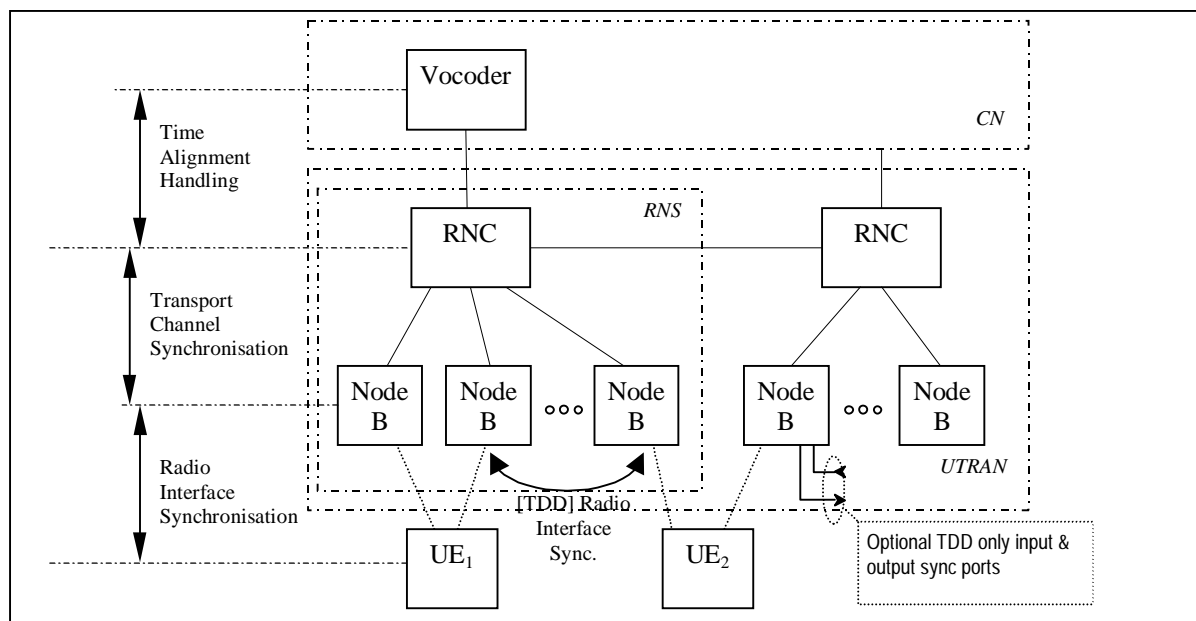 Vocoder
CN
Time
Alignment
Handling
RNS
RNC
RNC
Transport
Channel
Synchronisation
Node
B
Node
B
Node
B
Node
B
Node
B
UTRAN
Radio
Interface
Synchronisation
[TDD] Radio
Interface
Sync.
UE1
UE2
Optional TDD only input &
output sync ports